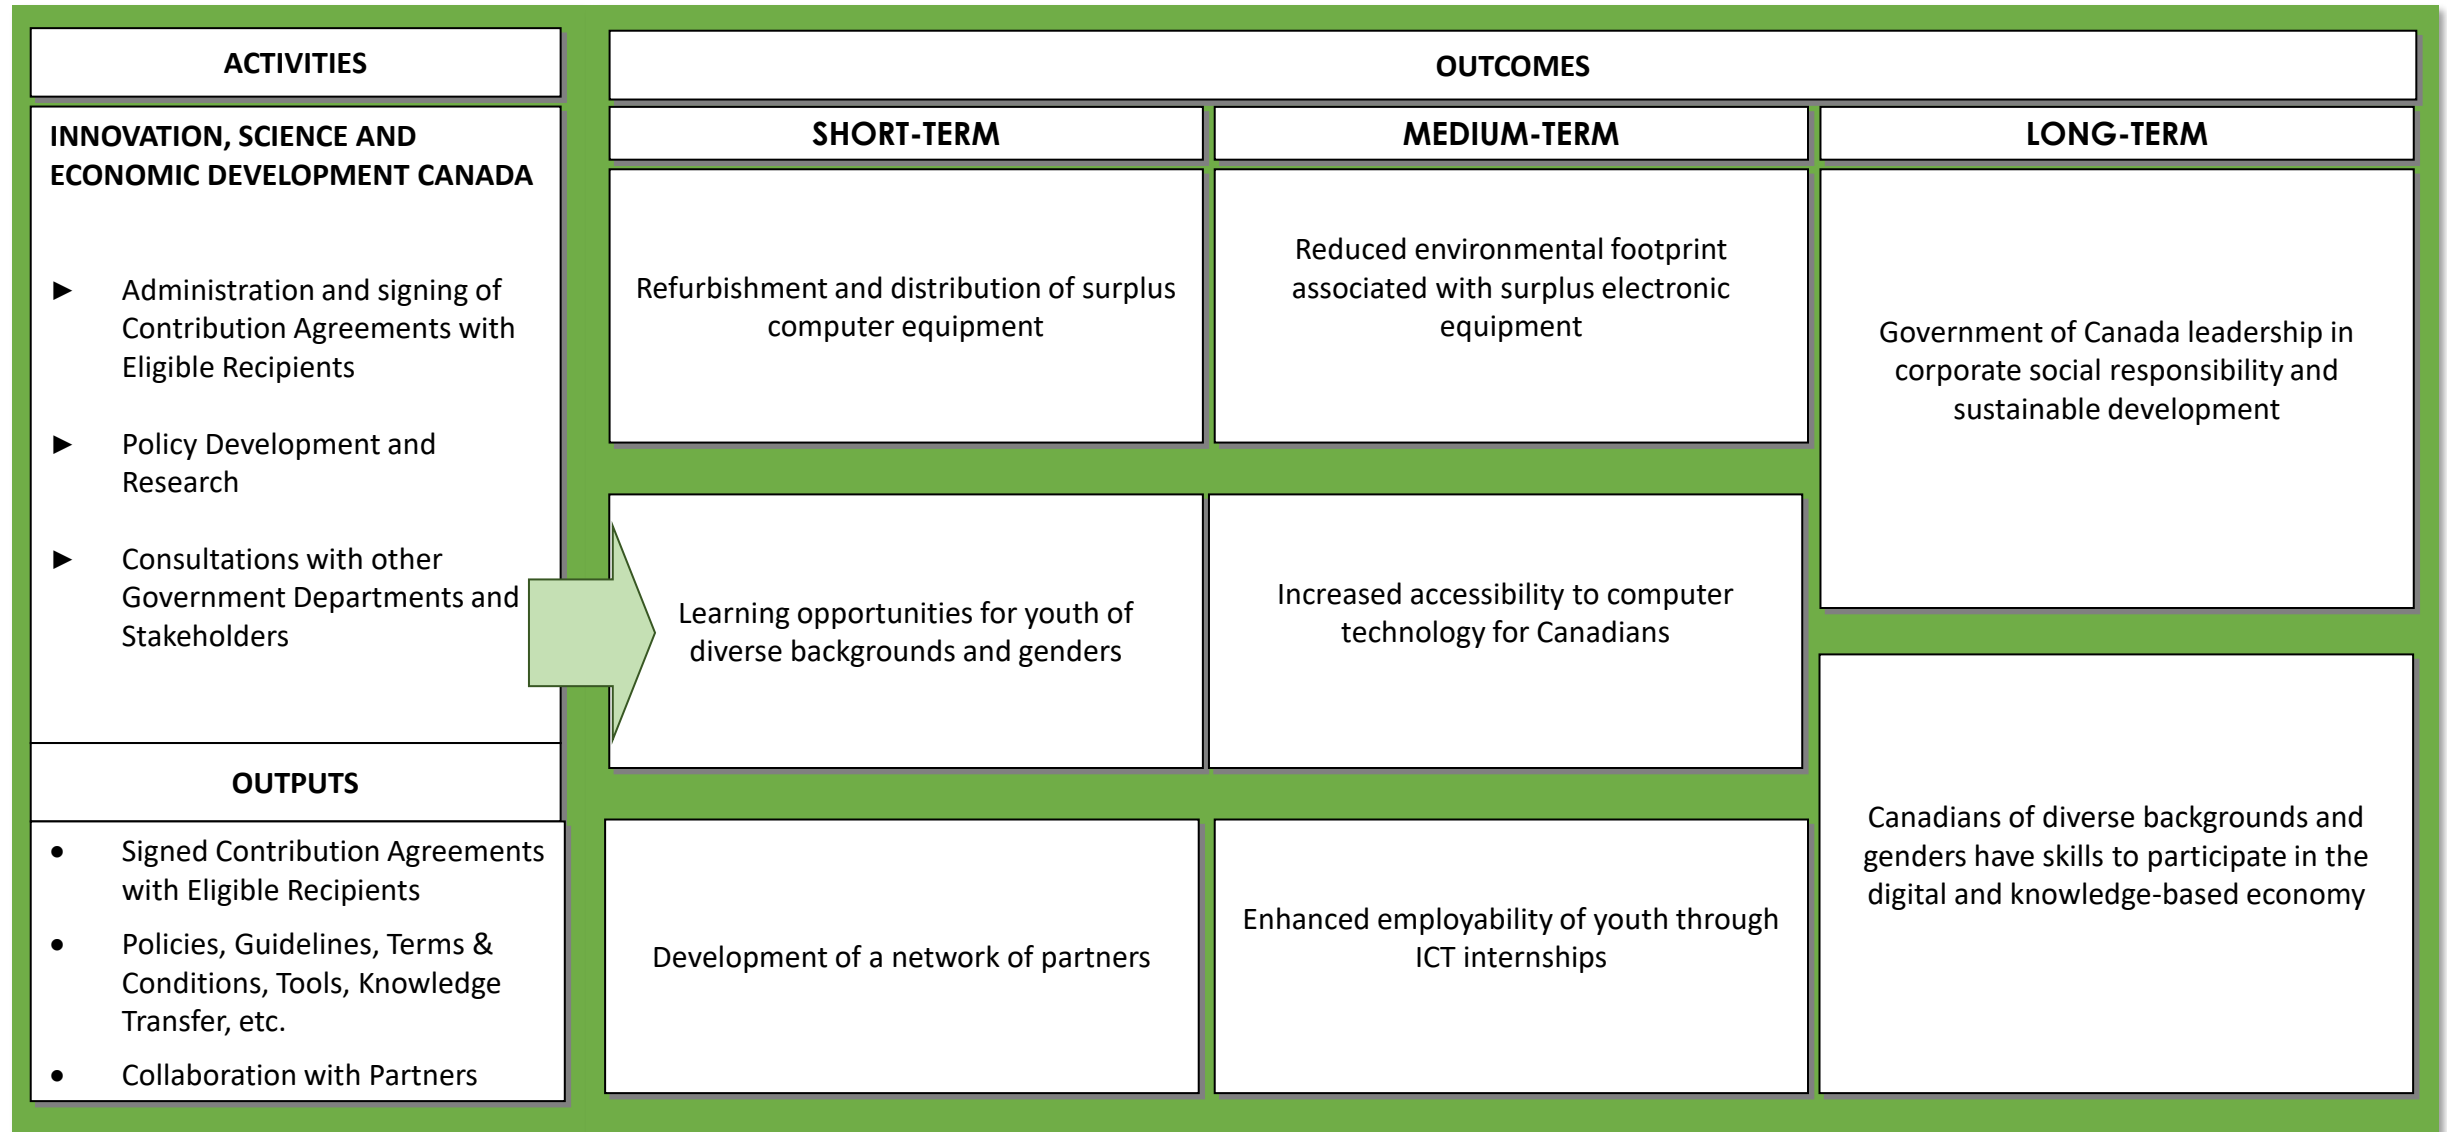 ACTIVITIES
INNOVATION, SCIENCE AND
ECONOMIC DEVELOPMENT CANADA
► Administration and signing of
Contribution Agreements with
Eligible Recipients
► Policy Development and
Research
► Consultations with other
Government Departments and
Stakeholders
OUTPUTS
• Signed Contribution Agreements
with Eligible Recipients
• Policies, Guidelines, Terms &
Conditions, Tools, Knowledge
Transfer, etc.
• Collaboration with Partners
OUTCOMES
SHORT-TERM
Refurbishment and distribution of surplus
computer equipment
Learning opportunities for youth of
diverse backgrounds and genders
Development of a network of partners
MEDIUM-TERM
Reduced environmental footprint
associated with surplus electronic
equipment
Increased accessibility to computer
technology for Canadians
Enhanced employability of youth through
ICT internships
LONG-TERM
Government of Canada leadership in
corporate social responsibility and
sustainable development
Canadians of diverse backgrounds and
genders have skills to participate in the
digital and knowledge-based economy